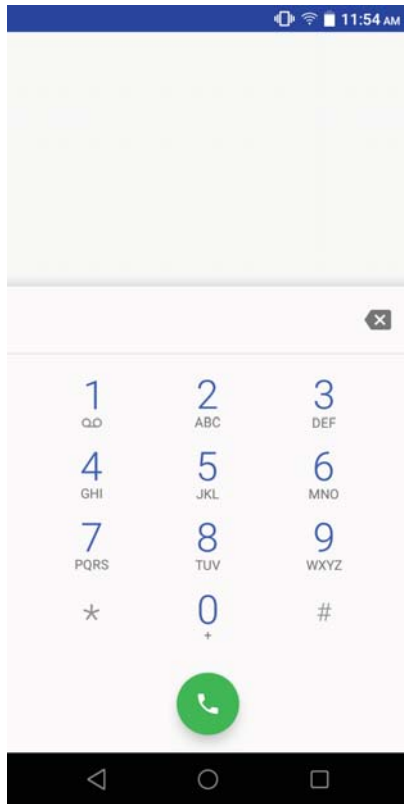 11:54 AM
1 2 3
ABC DEF
4 5 6
GHI JKL MNO
7 8 9
PQRS TUV WXYZ
* 0 #
+